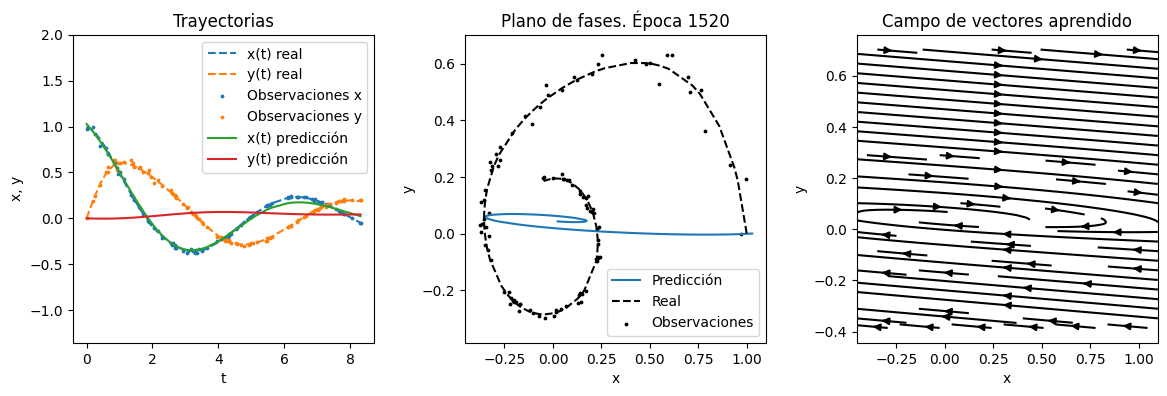 Trayectorias
x(t) real
y(t) real
Observaciones x
Observaciones y
x(t) predicción
y(t) predicción
2.0
1.5
1.0
0.5
0.0
−0.5
−1.0
x, y
0
2
4
6
8
t
Plano de fases. Época 1520
0.6
0.4
0.2
0.0
−0.2
y
Predicción
Real
Observaciones
−0.25
0.00
0.25
0.50
0.75
1.00
x
Campo de vectores aprendido
0.6
0.4
0.2
0.0
−0.2
−0.4
y
−0.25
0.00
0.25
0.50
0.75
1.00
x